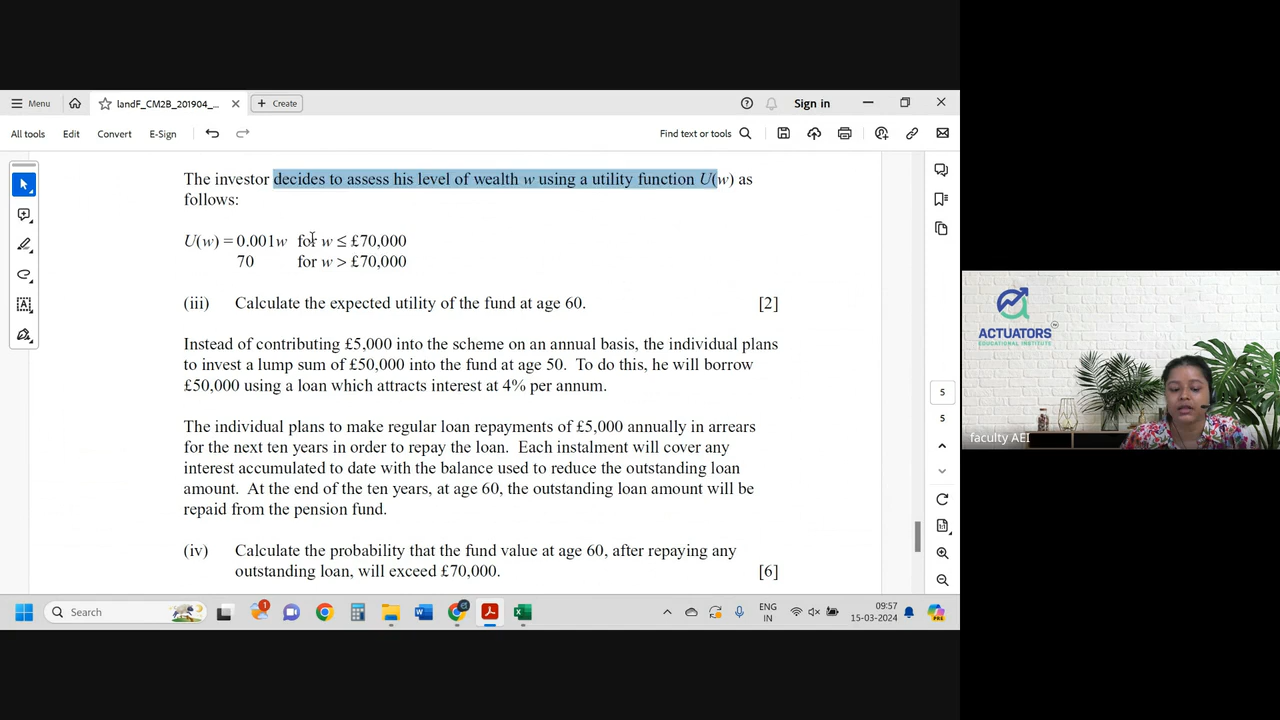 Menu
landF_CM2B_201904_...
Create
Sign in
All tools
Edit
Convert
E-Sign
Find text or tools
The investor decides to assess his level of wealth w using a utility function U(w) as
follows:
U(w) = 0.001w for w ≤ £70,000
70 for w > £70,000
(iii) Calculate the expected utility of the fund at age 60. [2]
Instead of contributing £5,000 into the scheme on an annual basis, the individual plans
to invest a lump sum of £50,000 into the fund at age 50. To do this, he will borrow
£50,000 using a loan which attracts interest at 4% per annum.
The individual plans to make regular loan repayments of £5,000 annually in arrears
for the next ten years in order to repay the loan. Each instalment will cover any
interest accumulated to date with the balance used to reduce the outstanding loan
amount. At the end of the ten years, at age 60, the outstanding loan amount will be
repaid from the pension fund.
(iv) Calculate the probability that the fund value at age 60, after repaying any
outstanding loan, will exceed £70,000. [6]
5
5
Search
1
ENG
IN
09:57
15-03-2024
PRE
ACTUATORS
EDUCATIONAL INSTITUTE
faculty AEI